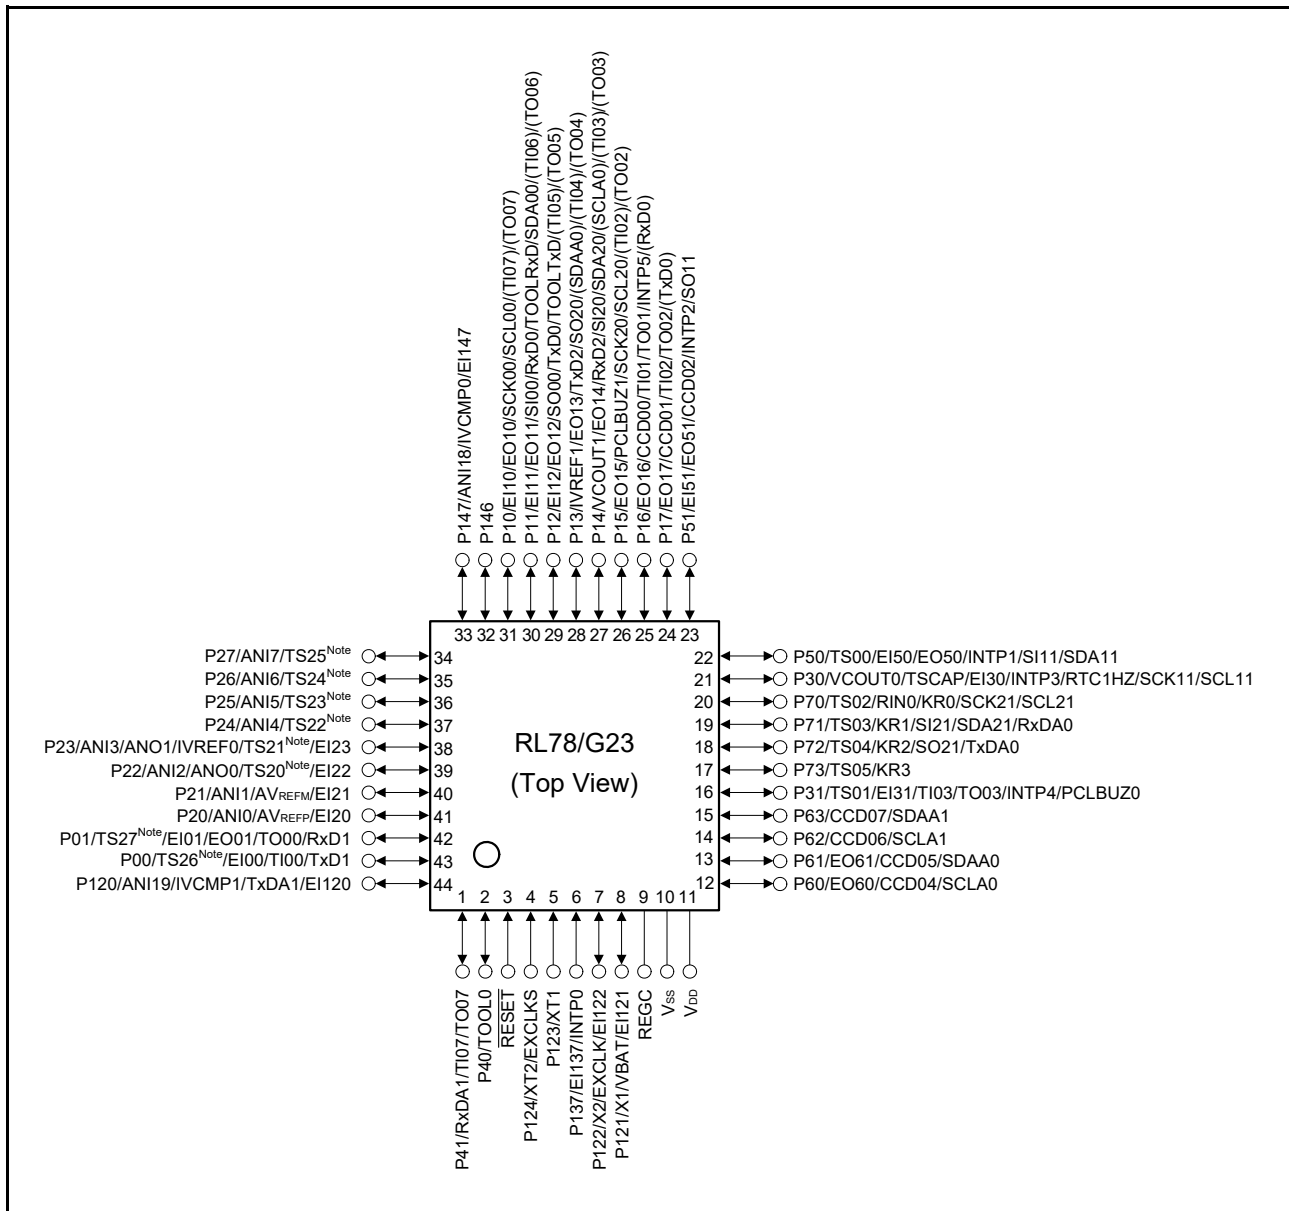 P147/ANI18/IVCMP0/EI147
P146
P10/EI10/EO10/SCK00/SCL00/(TI07)/(TO07)
P11/EI11/EO11/SI00/RxD0/TOOLRxD/SDA00/(TI06)/(TO06)
P12/EI12/EO12/SO00/TxD0/TOOLTxD/(TI05)/(TO05)
P13/IVREF1/EO13/TxD2/SO20/(SDAA0)/(TI04)/(TO04)
P14/VCOUT1/EO14/RxD2/SI20/SDA20/(SCLA0)/(TI03)/(TO03)
P15/EO15/PCLBUZ1/SCK20/SCL20/(TI02)/(TO02)
P16/EO16/CCD00/TI01/TO01/INTP5/(RxD0)
P17/EO17/CCD01/TI02/TO02/(TxD0)
P51/EI51/EO51/CCD02/INTP2/SO11
33 32 31 30 29 28 27 26 25 24 23
P27/ANI7/TS25Note 34
P26/ANI6/TS24Note 35
P25/ANI5/TS23Note 36
P24/ANI4/TS22Note 37
P23/ANI3/ANO1/IVREF0/TS21Note/EI23 38
P22/ANI2/ANO0/TS20Note/EI22 39
P21/ANI1/AVREFM/EI21 40
P20/ANI0/AVREFP/EI20 41
P01/TS27Note/EI01/EO01/TO00/RxD1 42
P00/TS26Note/EI00/TI00/TxD1 43
P120/ANI19/IVCMP1/TxDA1/EI120 44
RL78/G23
(Top View)
22 P50/TS00/EI50/EO50/INTP1/SI11/SDA11
21 P30/VCOUT0/TSCAP/EI30/INTP3/RTC1HZ/SCK11/SCL11
20 P70/TS02/RIN0/KR0/SCK21/SCL21
19 P71/TS03/KR1/SI21/SDA21/RxDA0
18 P72/TS04/KR2/SO21/TxDA0
17 P73/TS05/KR3
16 P31/TS01/EI31/TI03/TO03/INTP4/PCLBUZ0
15 P63/CCD07/SDAA1
14 P62/CCD06/SCLA1
13 P61/EO61/CCD05/SDAA0
12 P60/EO60/CCD04/SCLA0
1 2 3 4 5 6 7 8 9 10 11
P41/RxDA1/TI07/TO07
P40/TOOL0
RESET
P124/XT2/EXCLKS
P123/XT1
P137/EI137/INTP0
P122/X2/EXCLK/EI122
P121/X1/VBAT/EI121
REGC
VSS
VDD